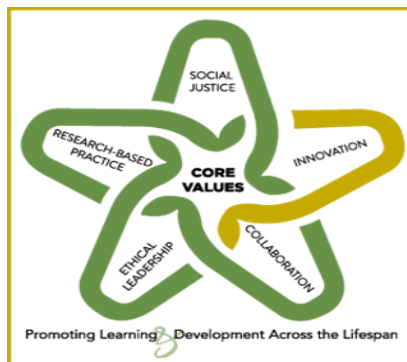 SOCIAL
JUSTICE
RESEARCH-BASED
PRACTICE
INNOVATION
CORE
VALUES
ETHICAL
LEADERSHIP
COLLABORATION
Promoting Learning & Development Across the Lifespan